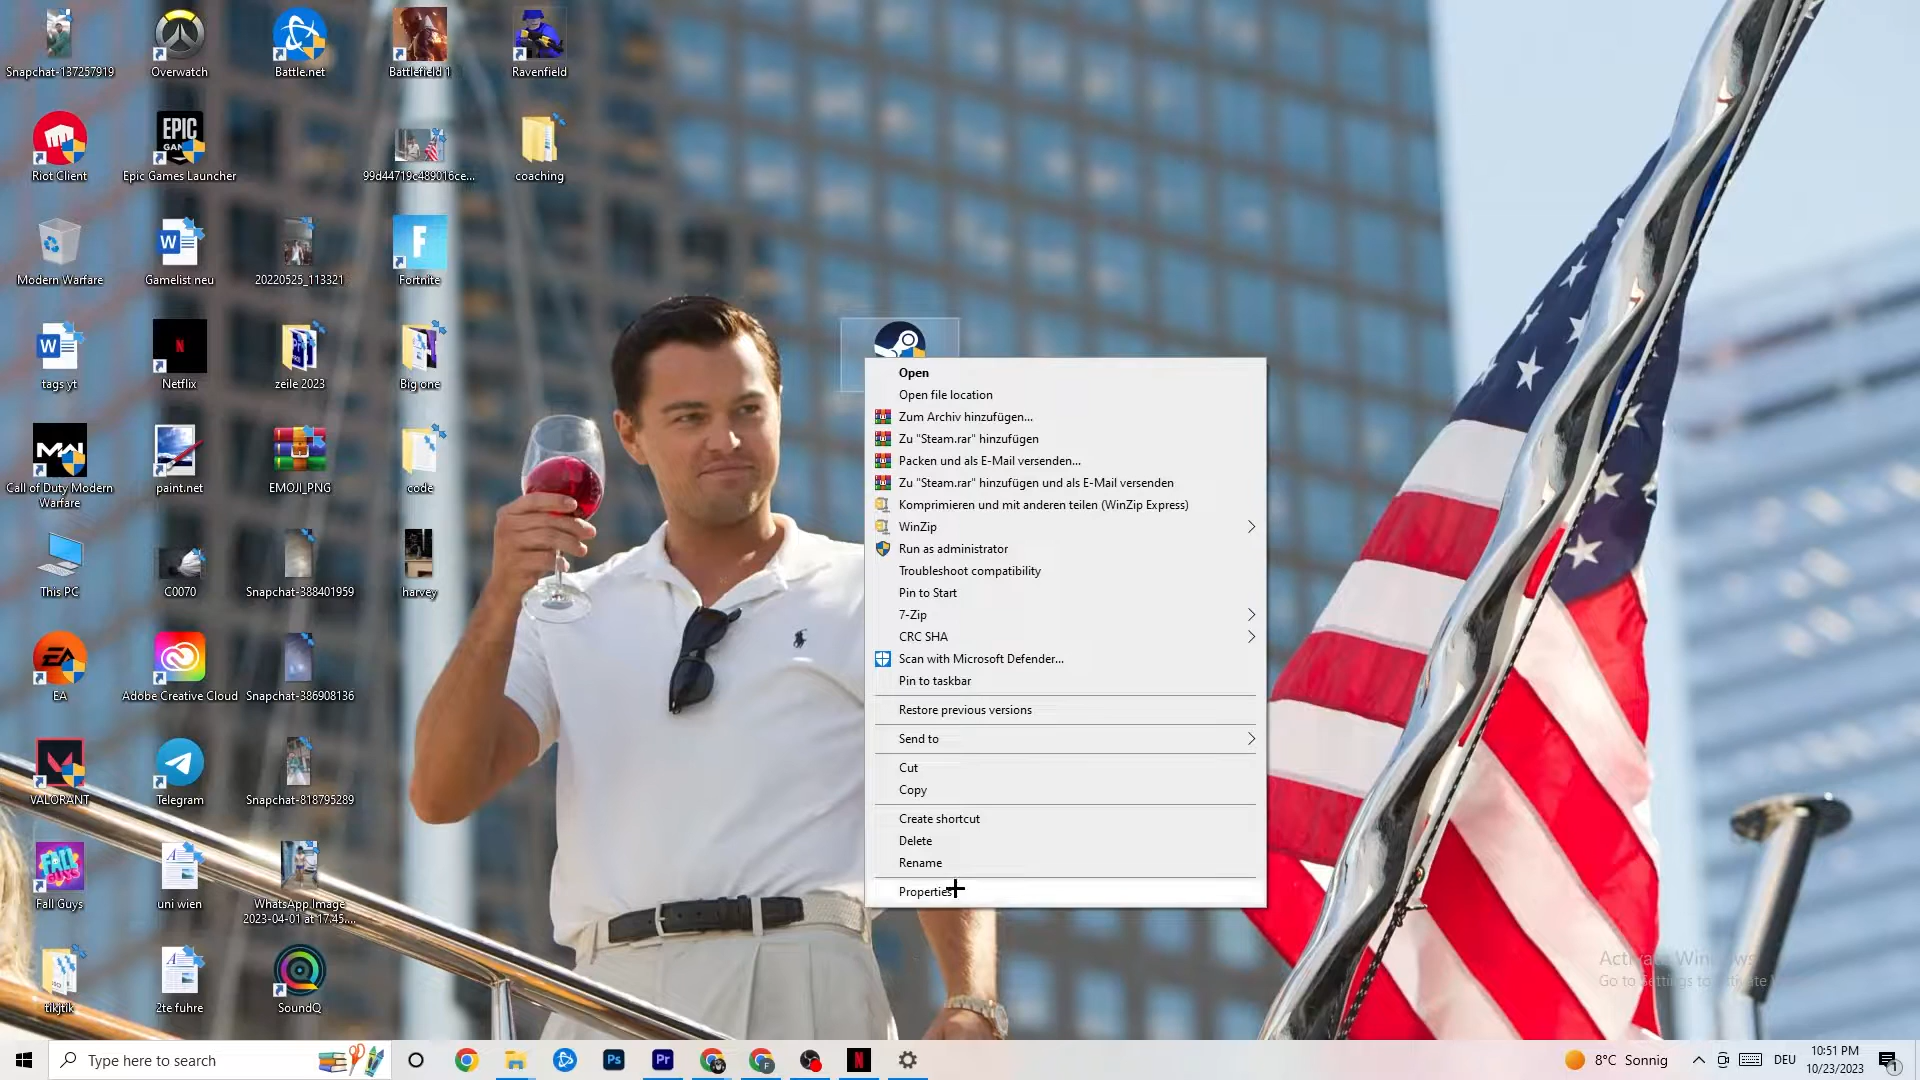 Snapchat-137257919
Overwatch
Battle.net
Battlefield 1
Ravenfield
Riot Client
EPIC
GAMES
Epic Games Launcher
99d44719c489016ce...
coaching
Modern Warfare
Gamelist neu
20220525_113321
Fortnite
tags yt
Netflix
zeile 2023
Big one
Call of Duty Modern
Warfare
paint.net
EMOJI_PNG
code
This PC
C0070
Snapchat-388401959
harvey
EA
Adobe Creative Cloud
Snapchat-386908136
VALORANT
Telegram
Snapchat-818795289
Fall Guys
uni wien
WhatsApp Image
2023-04-01 at 17.45....
tikjtik
2te fuhre
SoundQ
Open
Open file location
Zum Archiv hinzufügen...
Zu "Steam.rar" hinzufügen
Packen und als E-Mail versenden...
Zu "Steam.rar" hinzufügen und als E-Mail versenden
Komprimieren und mit anderen teilen (WinZip Express)
WinZip
Run as administrator
Troubleshoot compatibility
Pin to Start
7-Zip
CRC SHA
Scan with Microsoft Defender...
Pin to taskbar
Restore previous versions
Send to
Cut
Copy
Create shortcut
Delete
Rename
Properties
Activate Windows
Go to Settings to activate
Type here to search
8°C Sonnig
DEU
10:51 PM
10/23/2023